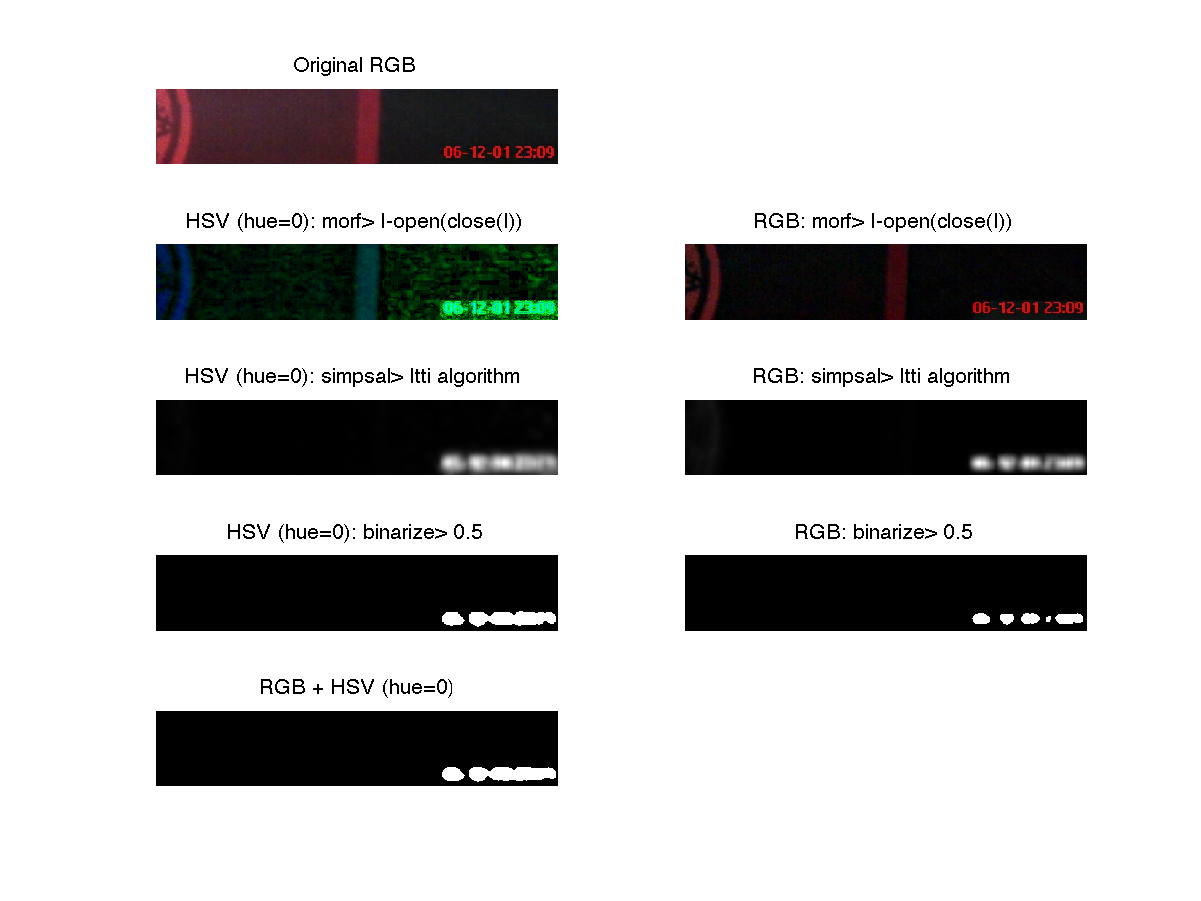 Original RGB
06-12-01 23:09
HSV (hue=0): morf> I-open(close(I))
RGB: morf> I-open(close(I))
06-12-01 23:09
06-12-01 23:09
HSV (hue=0): simpsal> Itti algorithm
RGB: simpsal> Itti algorithm
HSV (hue=0): binarize> 0.5
RGB: binarize> 0.5
RGB + HSV (hue=0)